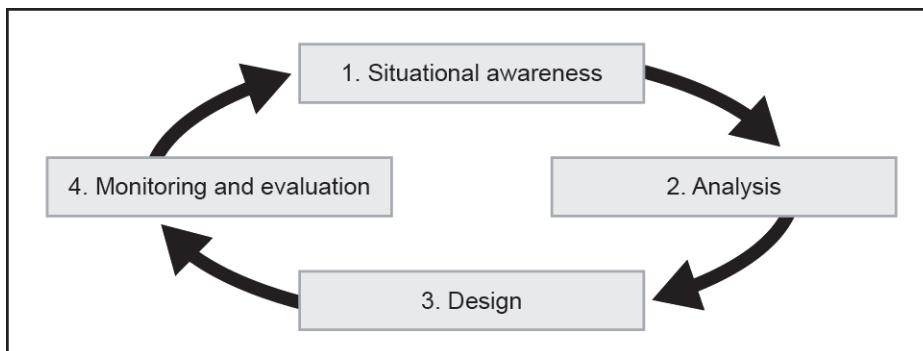 1. Situational awareness
2. Analysis
3. Design
4. Monitoring and evaluation